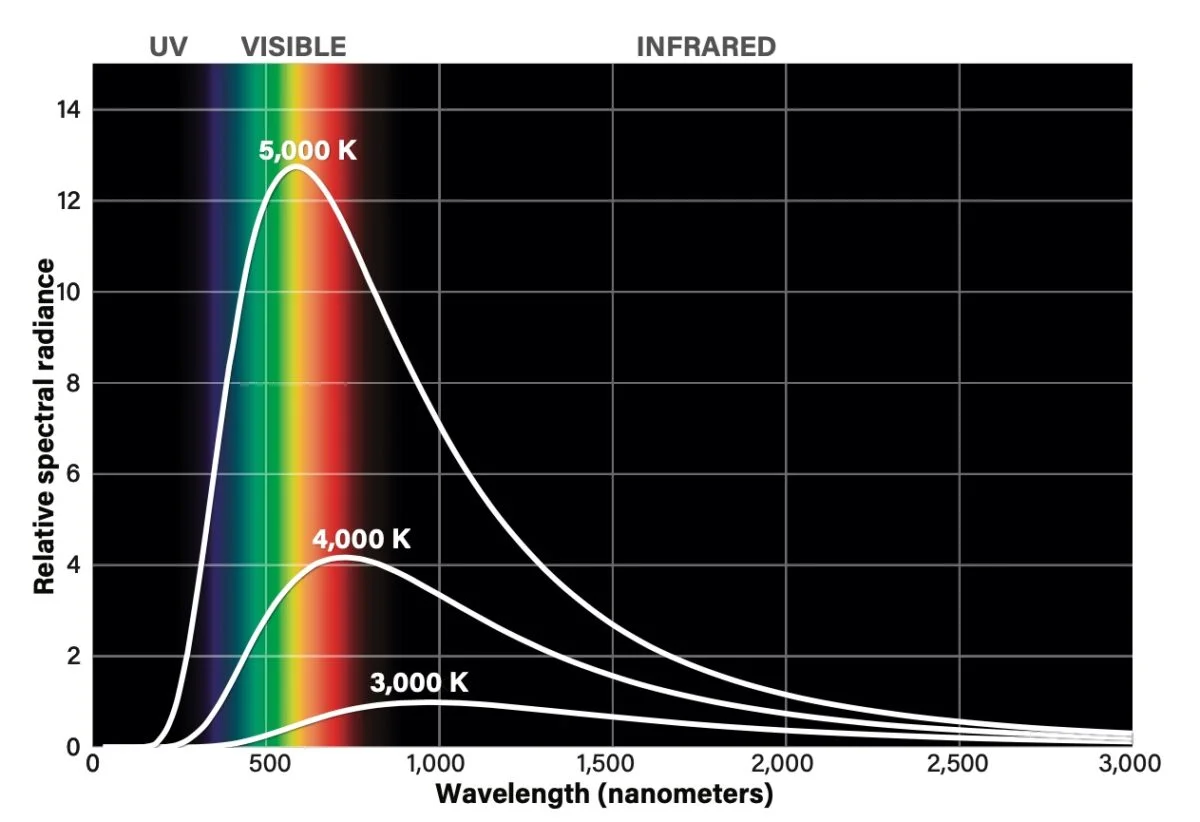 UV VISIBLE INFRARED
14
5,000 K
12
10
8
6
4,000 K
4
3,000 K
2
0
Relative spectral radiance
0 500 1,000 1,500 2,000 2,500 3,000
Wavelength (nanometers)